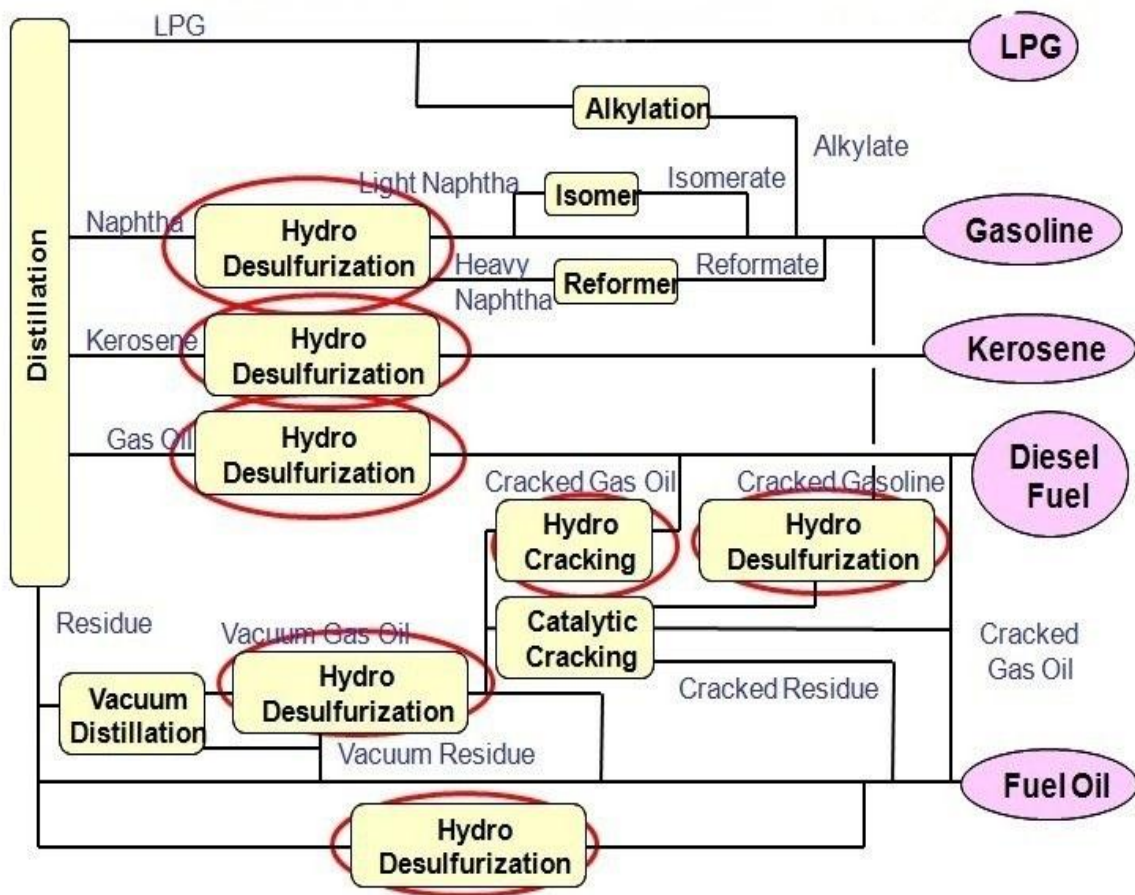 LPG
LPG
Alkylation
Alkylate
Light Naphtha
Isomer
Isomerate
Naphtha
Hydro
Desulfurization
Gasoline
Heavy
Naphtha
Reformer
Reformate
Distillation
Kerosene
Hydro
Desulfurization
Kerosene
Gas Oil
Hydro
Desulfurization
Diesel
Fuel
Cracked Gas Oil
Cracked Gasoline
Hydro
Cracking
Hydro
Desulfurization
Residue
Vacuum Gas Oil
Catalytic
Cracking
Cracked
Gas Oil
Vacuum
Distillation
Hydro
Desulfurization
Cracked Residue
Vacuum Residue
Fuel Oil
Hydro
Desulfurization